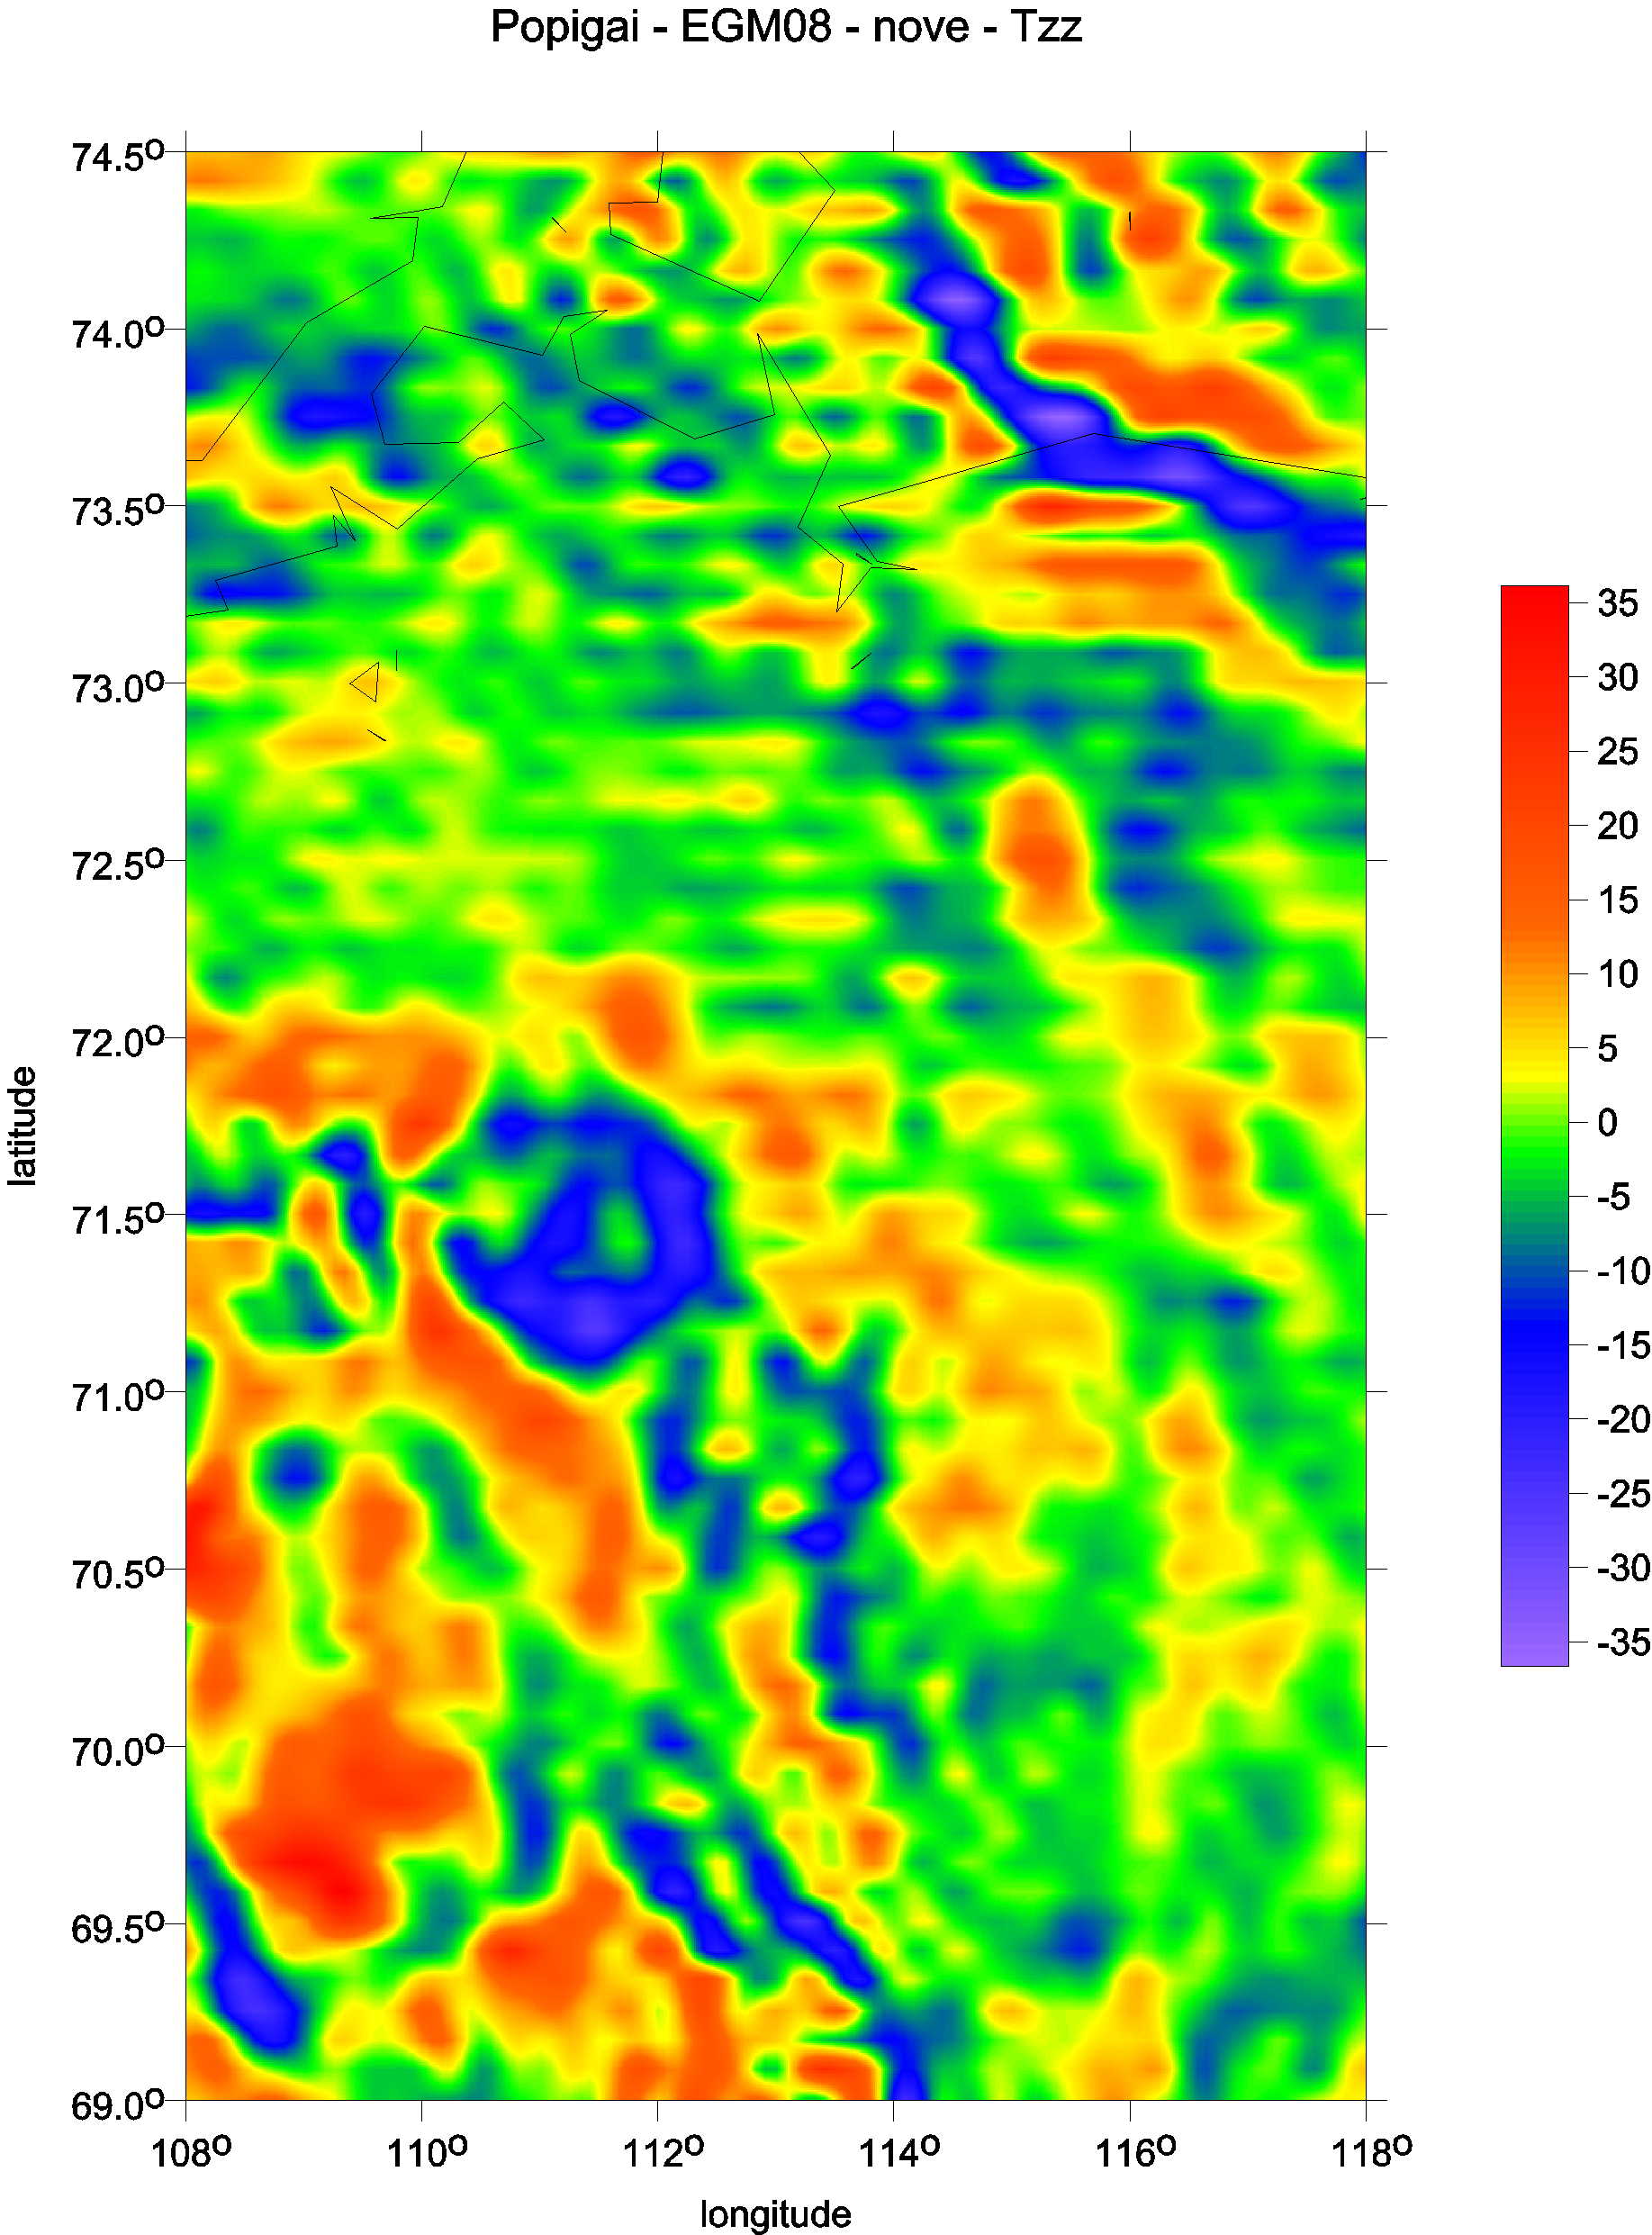 Popigai - EGM08 - nove - Tzz
74.5º
74.0º
73.5º
73.0º
72.5º
72.0º
71.5º
71.0º
70.5º
70.0º
69.5º
69.0º
latitude
108º 110º 112º 114º 116º 118º
longitude
35
30
25
20
15
10
5
0
-5
-10
-15
-20
-25
-30
-35